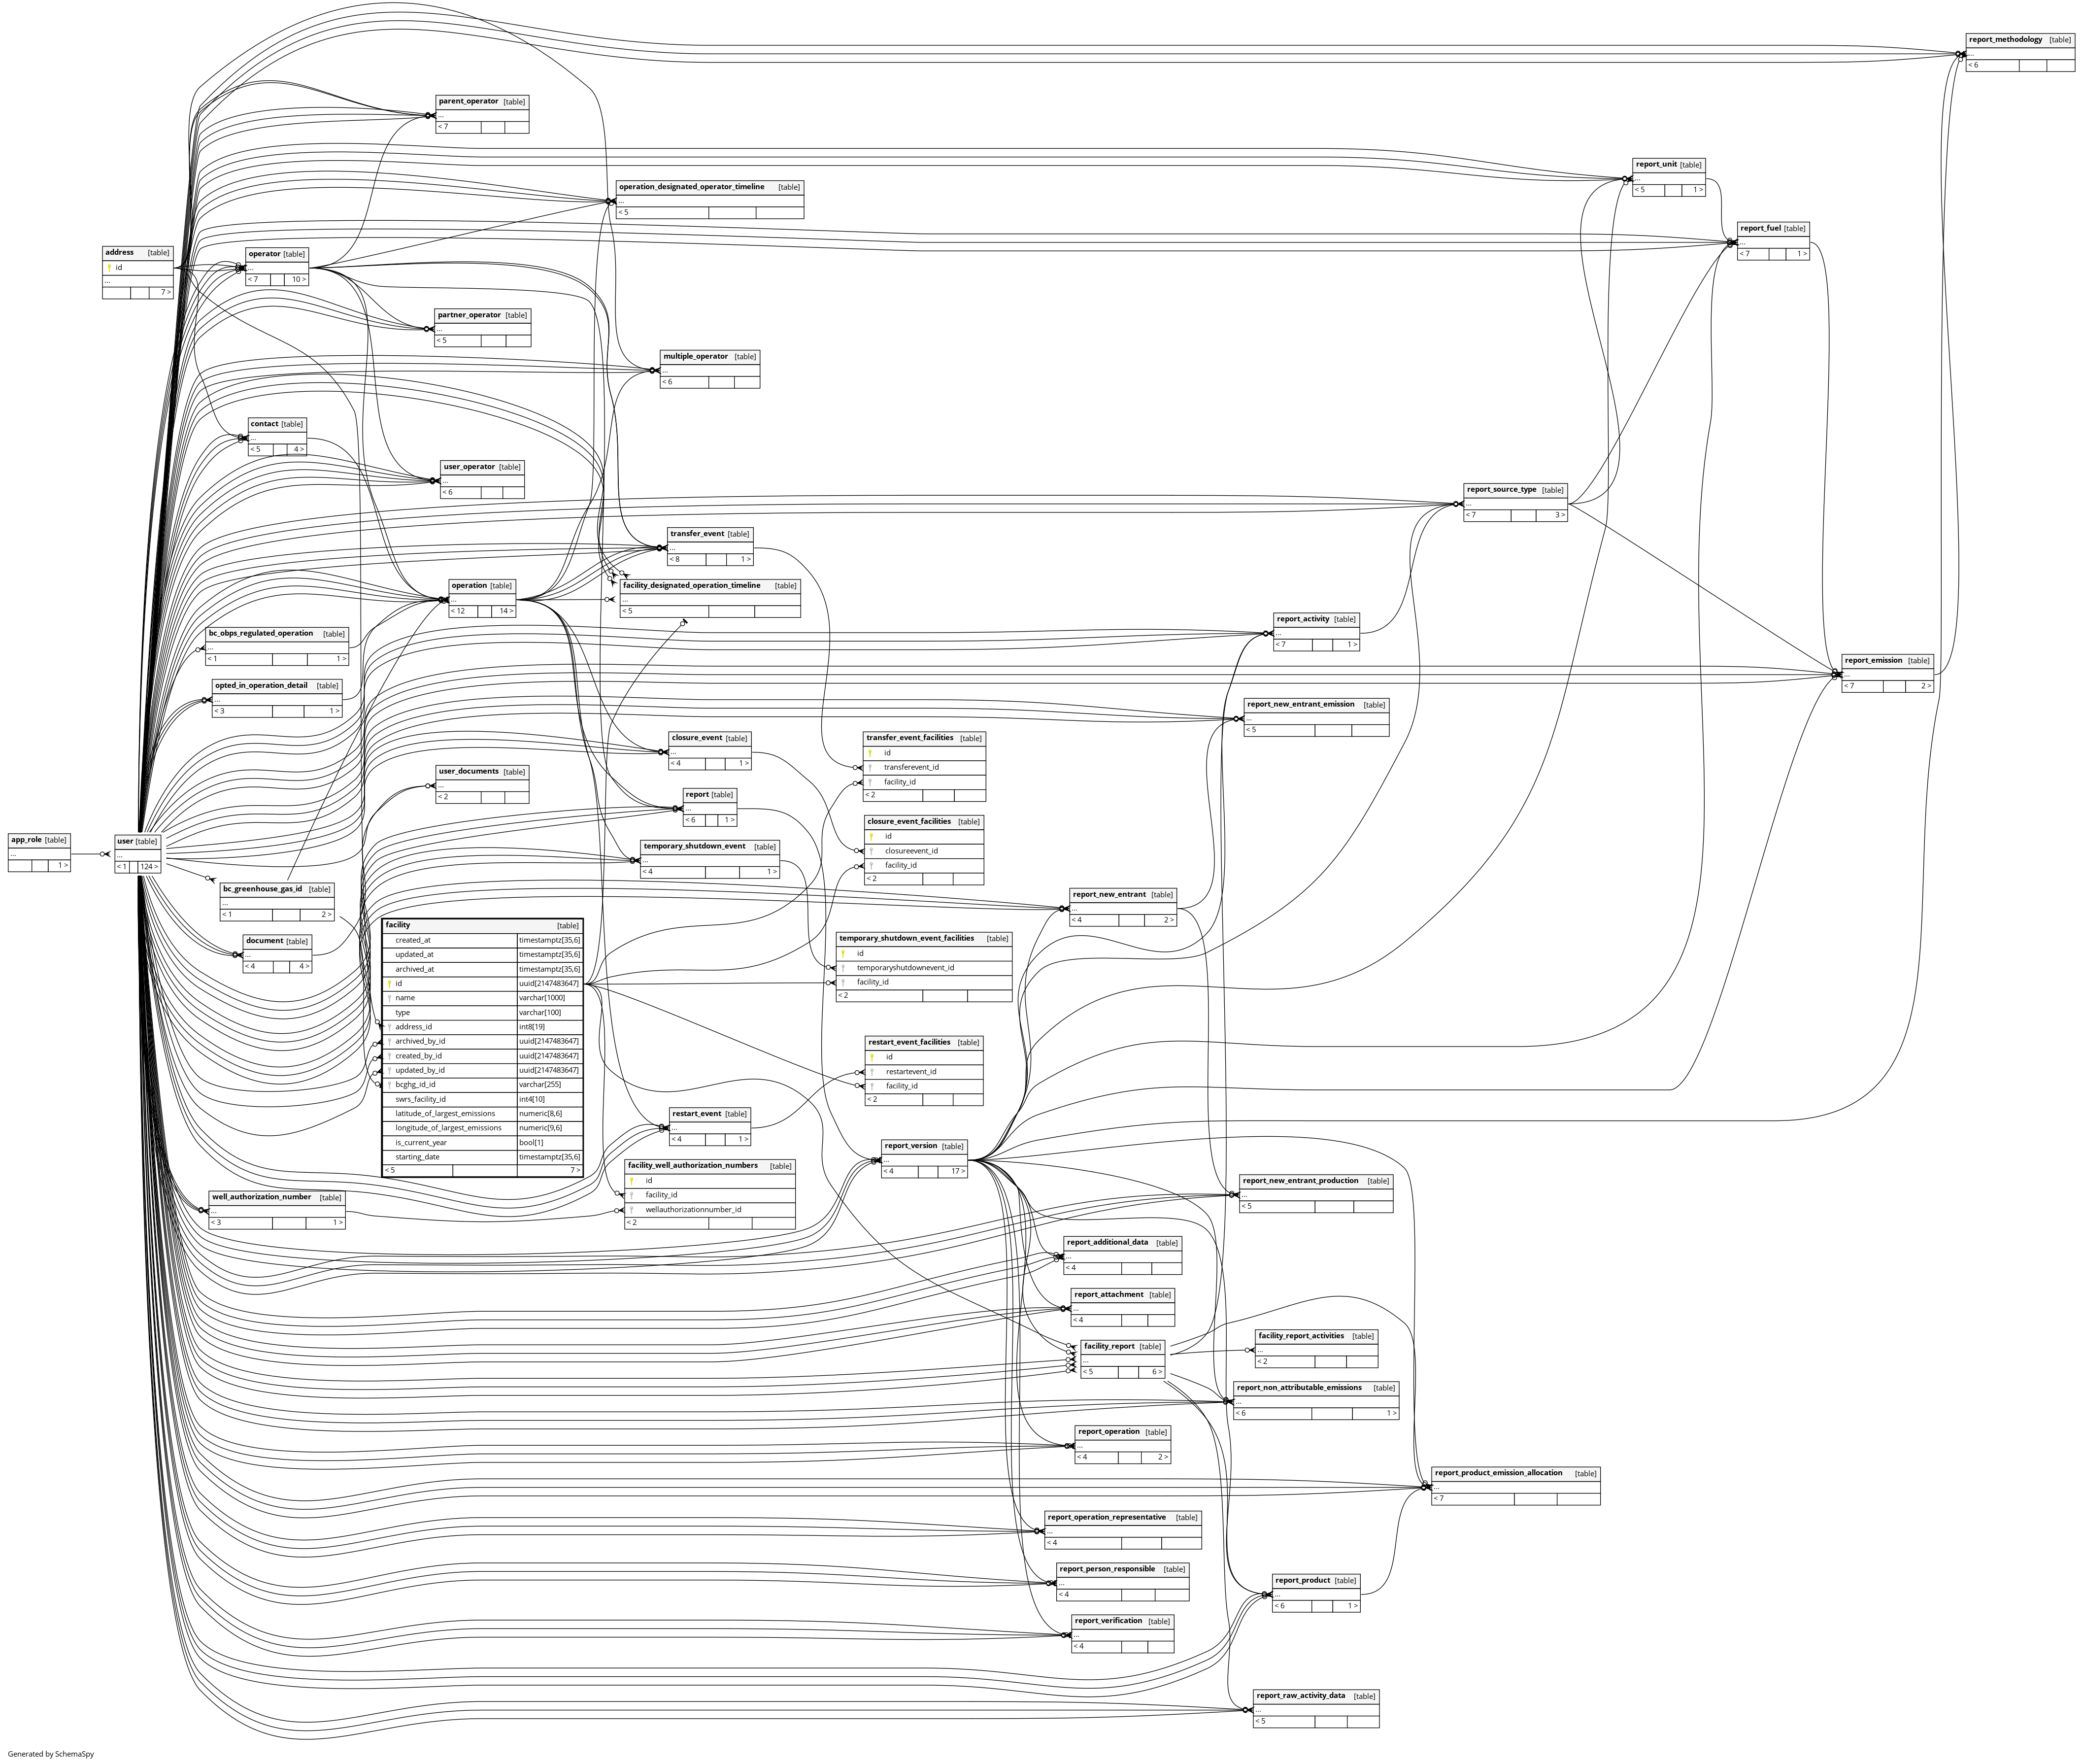 report_methodology [table]
...
< 6
parent_operator [table]
...
< 7
report_unit [table]
...
< 5 1 >
operation_designated_operator_timeline [table]
...
< 5
report_fuel [table]
...
< 7 1 >
address [table]
id
...
7 >
operator [table]
...
< 7 10 >
partner_operator [table]
...
< 5
multiple_operator [table]
...
< 6
contact [table]
...
< 5 4 >
user_operator [table]
...
< 6
report_source_type [table]
...
< 7 3 >
transfer_event [table]
...
< 8 1 >
operation [table]
...
< 12 14 >
facility_designated_operation_timeline [table]
...
< 5
bc_obps_regulated_operation [table]
...
< 1 1 >
report_activity [table]
...
< 7 1 >
report_emission [table]
...
< 7 2 >
opted_in_operation_detail [table]
...
< 3 1 >
report_new_entrant_emission [table]
...
< 5
closure_event [table]
...
< 4 1 >
transfer_event_facilities [table]
id
transferevent_id
facility_id
< 2
user_documents [table]
...
< 2
report [table]
...
< 6 1 >
closure_event_facilities [table]
id
closureevent_id
facility_id
< 2
app_role [table]
...
1 >
user [table]
...
< 1 124 >
temporary_shutdown_event [table]
...
< 4 1 >
bc_greenhouse_gas_id [table]
...
< 1 2 >
report_new_entrant [table]
...
< 4 2 >
document [table]
...
< 4 4 >
facility [table]
created_at timestamptz[35,6]
updated_at timestamptz[35,6]
archived_at timestamptz[35,6]
id uuid[2147483647]
name varchar[1000]
type varchar[100]
address_id int8[19]
archived_by_id uuid[2147483647]
created_by_id uuid[2147483647]
updated_by_id uuid[2147483647]
bcghg_id_id varchar[255]
swrs_facility_id int4[10]
latitude_of_largest_emissions numeric[8,6]
longitude_of_largest_emissions numeric[9,6]
is_current_year bool[1]
starting_date timestamptz[35,6]
< 5 7 >
temporary_shutdown_event_facilities [table]
id
temporaryshutdownevent_id
facility_id
< 2
restart_event_facilities [table]
id
restartevent_id
facility_id
< 2
restart_event [table]
...
< 4 1 >
report_version [table]
...
< 4 17 >
facility_well_authorization_numbers [table]
id
facility_id
wellauthorizationnumber_id
< 2
well_authorization_number [table]
...
< 3 1 >
report_new_entrant_production [table]
...
< 5
report_additional_data [table]
...
< 4
report_attachment [table]
...
< 4
facility_report [table]
...
< 5 6 >
facility_report_activities [table]
...
< 2
report_non_attributable_emissions [table]
...
< 6 1 >
report_operation [table]
...
< 4 2 >
report_product_emission_allocation [table]
...
< 7
report_operation_representative [table]
...
< 4
report_person_responsible [table]
...
< 4
report_product [table]
...
< 6 1 >
report_verification [table]
...
< 4
report_raw_activity_data [table]
...
< 5
Generated by SchemaSpy